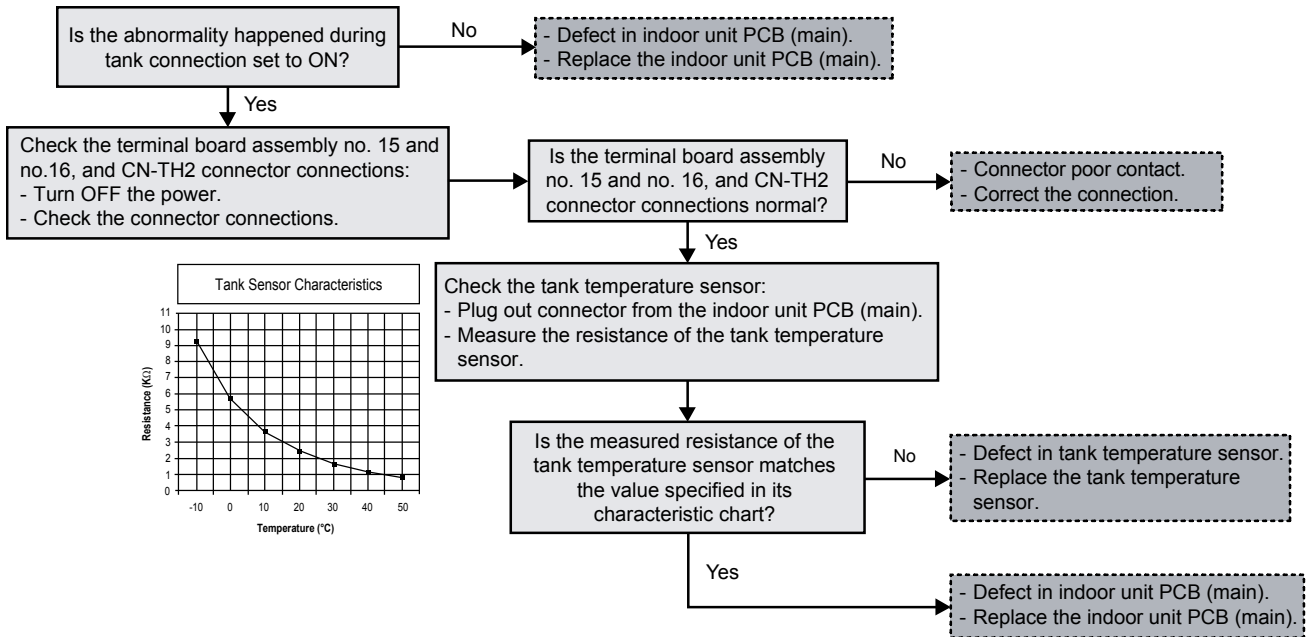 Is the abnormality happened during
tank connection set to ON?
No
- Defect in indoor unit PCB (main).
- Replace the indoor unit PCB (main).
Yes
Check the terminal board assembly no. 15 and
no.16, and CN-TH2 connector connections:
- Turn OFF the power.
- Check the connector connections.
Is the terminal board assembly
no. 15 and no. 16, and CN-TH2
connector connections normal?
No
- Connector poor contact.
- Correct the connection.
Yes
Tank Sensor Characteristics
11
10
9
8
7
6
5
4
3
2
1
0
Resistance (KΩ)
-10 0 10 20 30 40 50
Temperature (°C)
Check the tank temperature sensor:
- Plug out connector from the indoor unit PCB (main).
- Measure the resistance of the tank temperature
sensor.
Is the measured resistance of the
tank temperature sensor matches
the value specified in its
characteristic chart?
No
- Defect in tank temperature sensor.
- Replace the tank temperature
sensor.
Yes
- Defect in indoor unit PCB (main).
- Replace the indoor unit PCB (main).